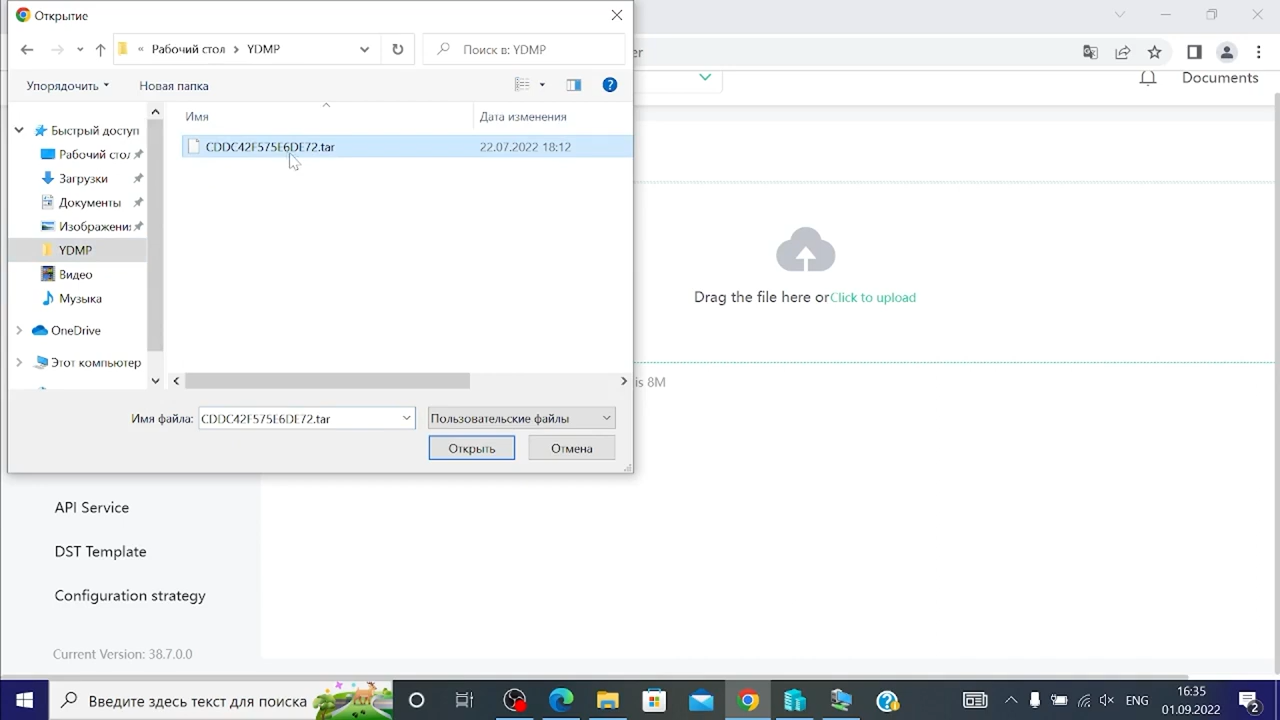 Открытие
« Рабочий стол › YDMP
Поиск в: YDMP
er
Упорядочить
Новая папка
Documents
Имя
Дата изменения
Быстрый доступ
CDDC42F575E6DE72.tar
22.07.2022 18:12
Рабочий стол
Загрузки
Документы
YDMP
Видео
Музыка
OneDrive
Этот компьютер
Drag the file here orClick to upload
is 8M
Имя файла: CDDC42F575E6DE72.tar
Пользовательские файлы
Открыть
Отмена
API Service
DST Template
Configuration strategy
Current Version: 38.7.0.0
Введите здесь текст для поиска
ENG
16:35
01.09.2022
2